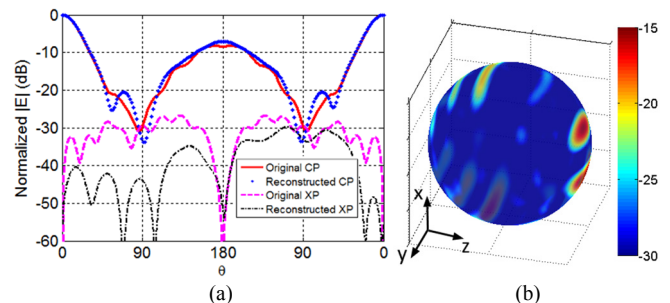 Normalized |E| (dB)
0
-10
-20
-30
-40
-50
-60
0 90 180 90 0
θ
Original CP
Reconstructed CP
Original XP
Reconstructed XP
(a)
x
y
z
-15
-20
-25
-30
(b)